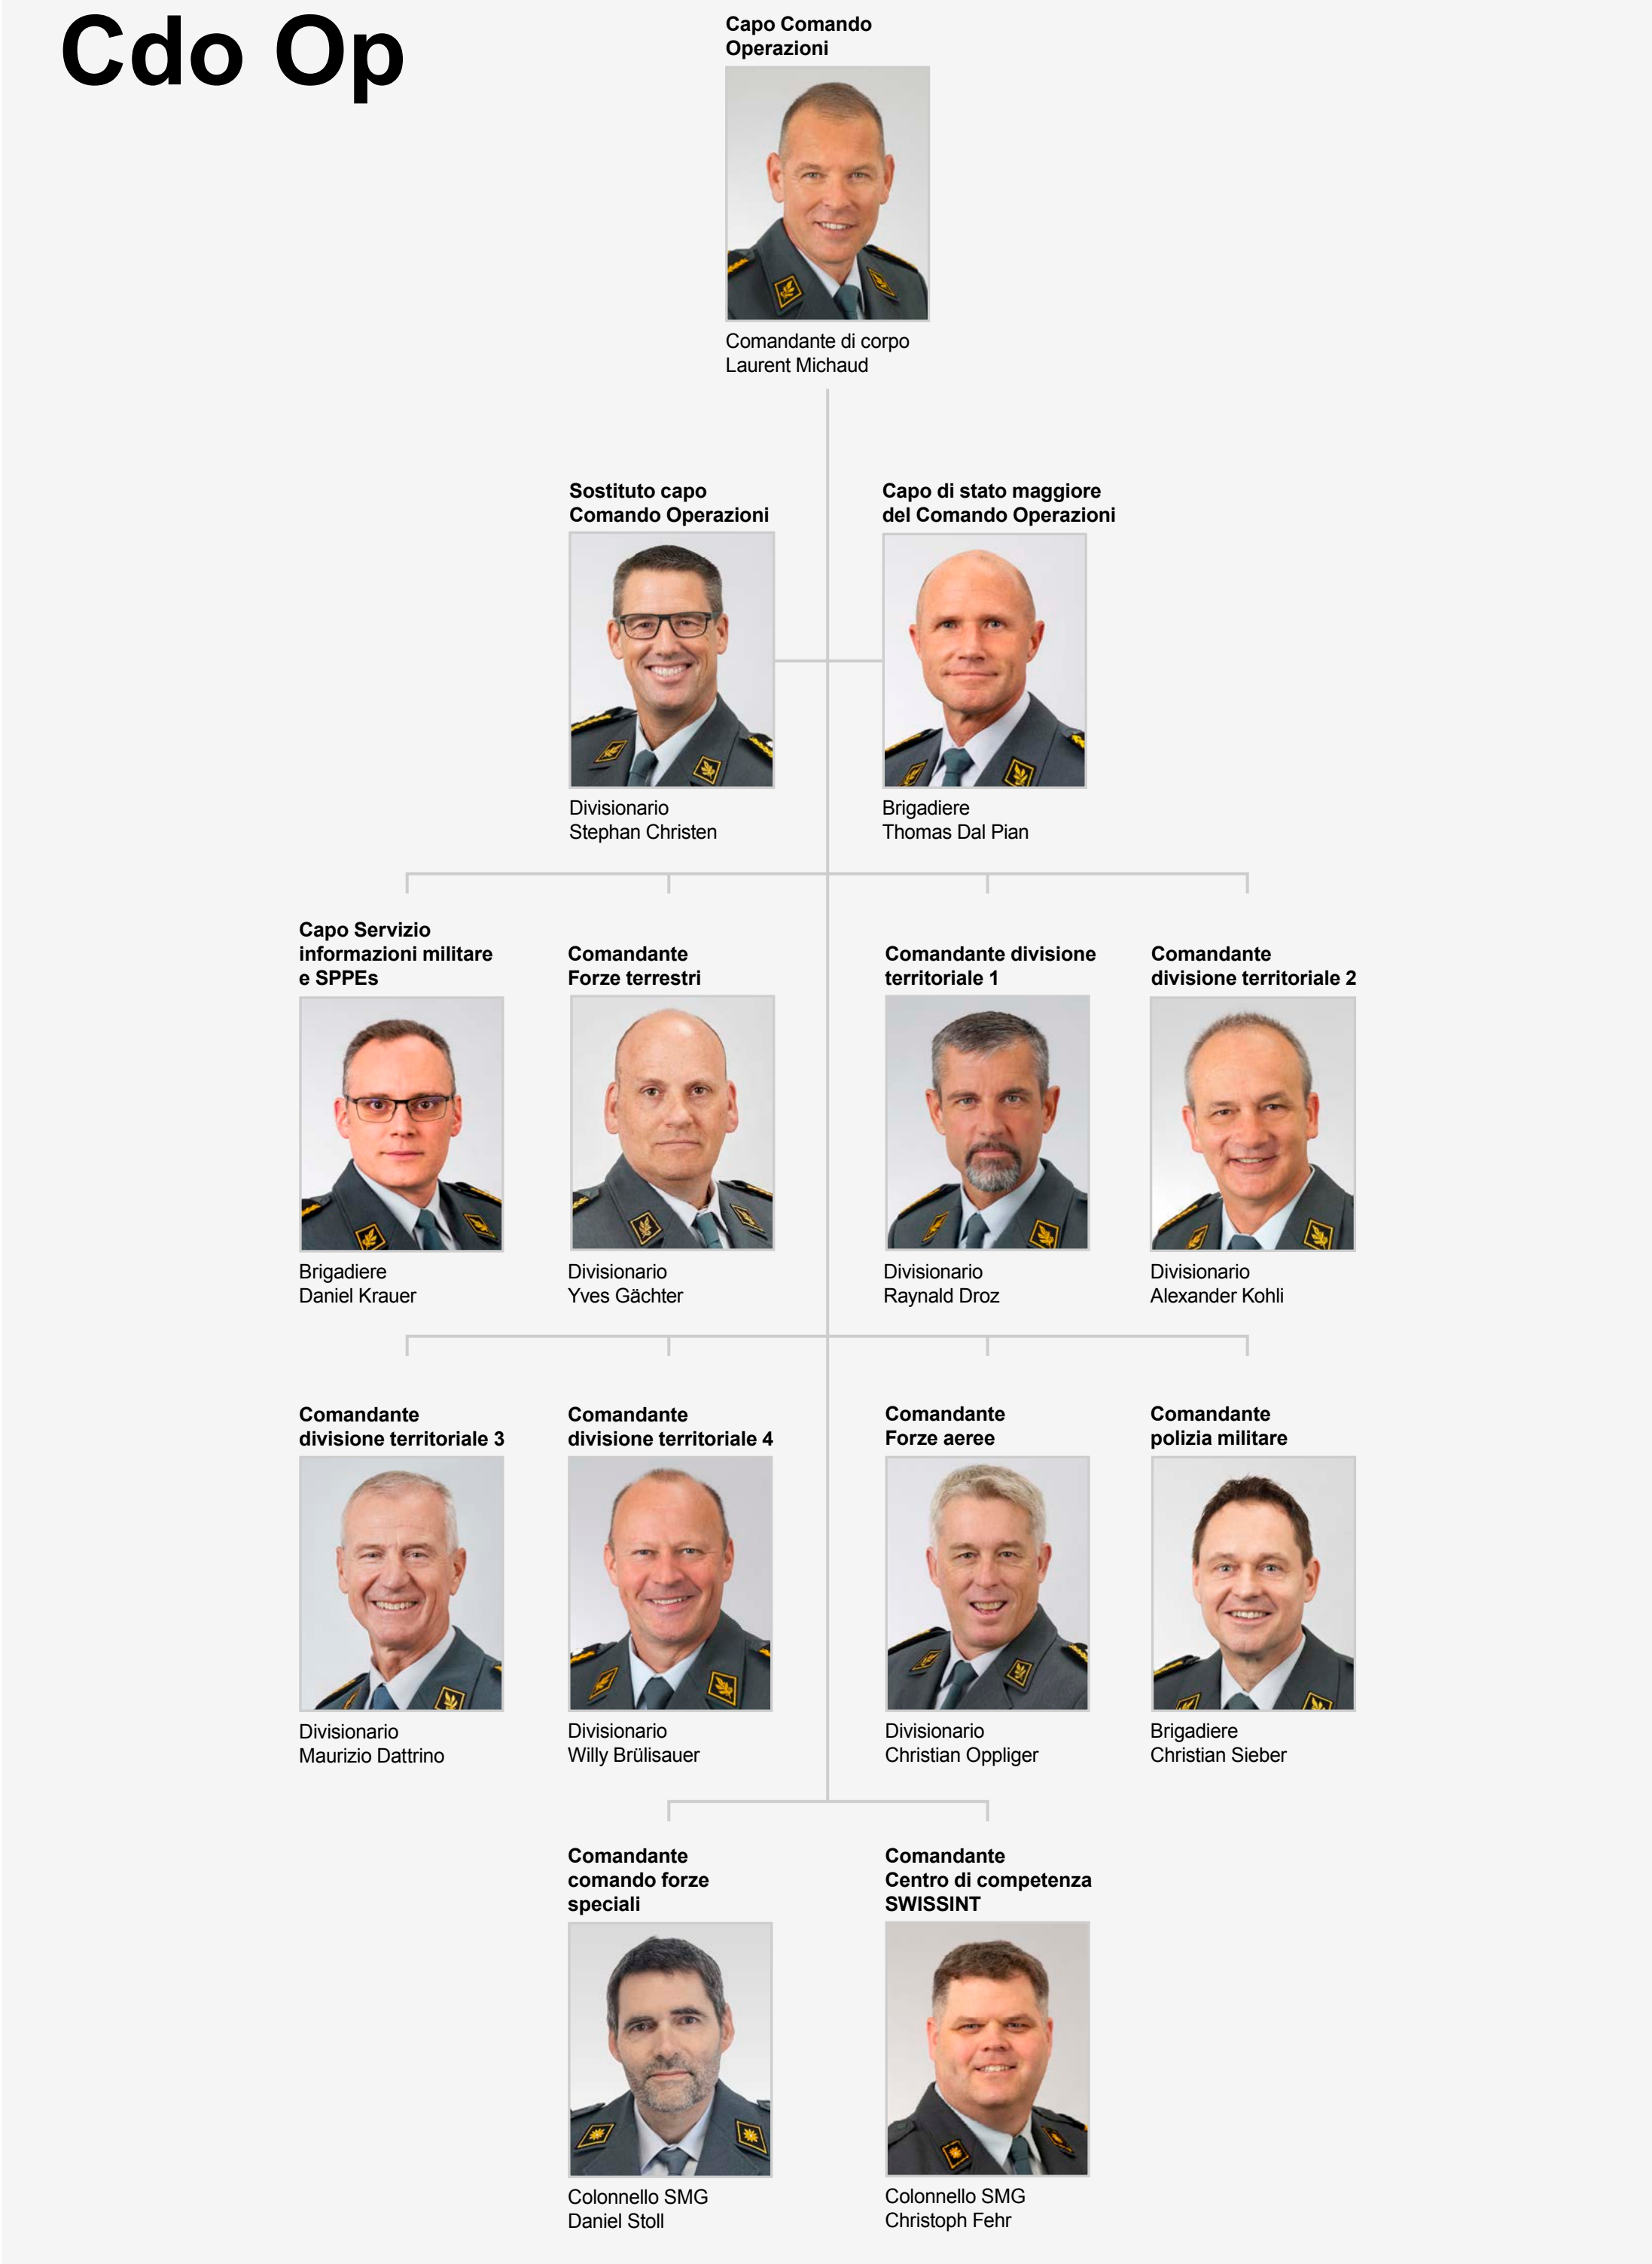 Cdo Op
Capo Comando
Operazioni
Comandante di corpo
Laurent Michaud
Sostituto capo
Comando Operazioni
Divisionario
Stephan Christen
Capo di stato maggiore
del Comando Operazioni
Brigadiere
Thomas Dal Pian
Capo Servizio
informazioni militare
e SPPEs
Brigadiere
Daniel Krauer
Comandante
Forze terrestri
Divisionario
Yves Gächter
Comandante divisione
territoriale 1
Divisionario
Raynald Droz
Comandante
divisione territoriale 2
Divisionario
Alexander Kohli
Comandante
divisione territoriale 3
Divisionario
Maurizio Dattrino
Comandante
divisione territoriale 4
Divisionario
Willy Brülisauer
Comandante
Forze aeree
Divisionario
Christian Oppliger
Comandante
polizia militare
Brigadiere
Christian Sieber
Comandante
comando forze
speciali
Colonnello SMG
Daniel Stoll
Comandante
Centro di competenza
SWISSINT
Colonnello SMG
Christoph Fehr